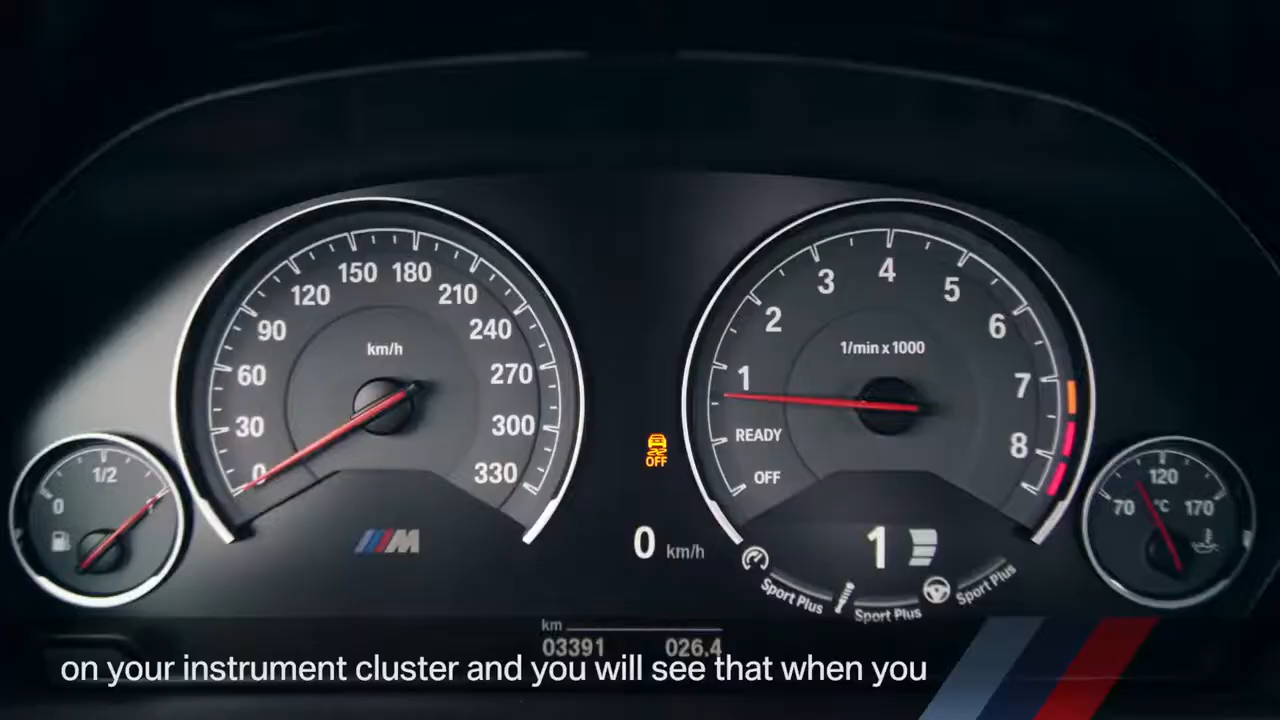 150 180
120 210
90 240
km/h
60 270
30 300
0 330
1/2
0
M
4
3 5
2 6
1/min x 1000
1 7
READY 8
OFF
OFF
0 km/h
1
Sport Plus
Sport Plus
Sport Plus
120
70 °C 170
km
03391 026.4
on your instrument cluster and you will see that when you